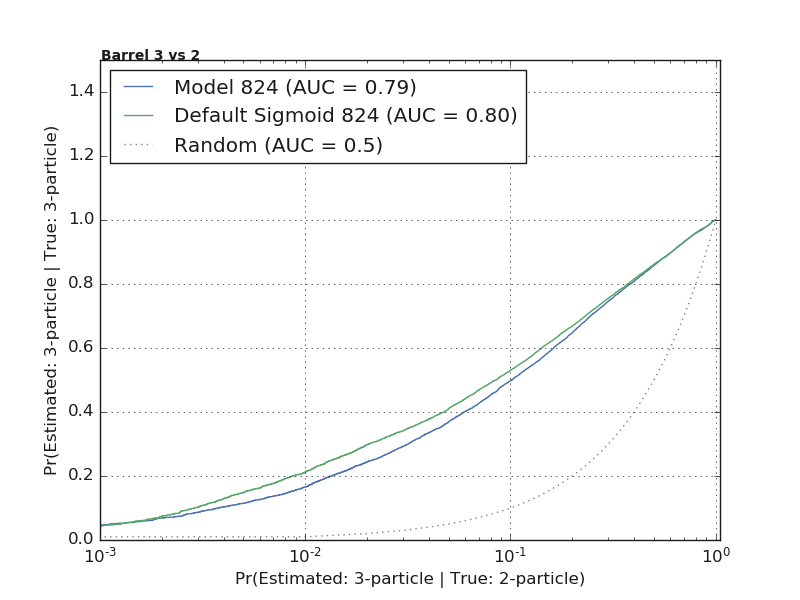 Barrel 3 vs 2
Model 824 (AUC = 0.79)
Default Sigmoid 824 (AUC = 0.80)
Random (AUC = 0.5)
Pr(Estimated: 3-particle | True: 3-particle)
1.4
1.2
1.0
0.8
0.6
0.4
0.2
0.0
10^-3 10^-2 10^-1 10^0
Pr(Estimated: 3-particle | True: 2-particle)